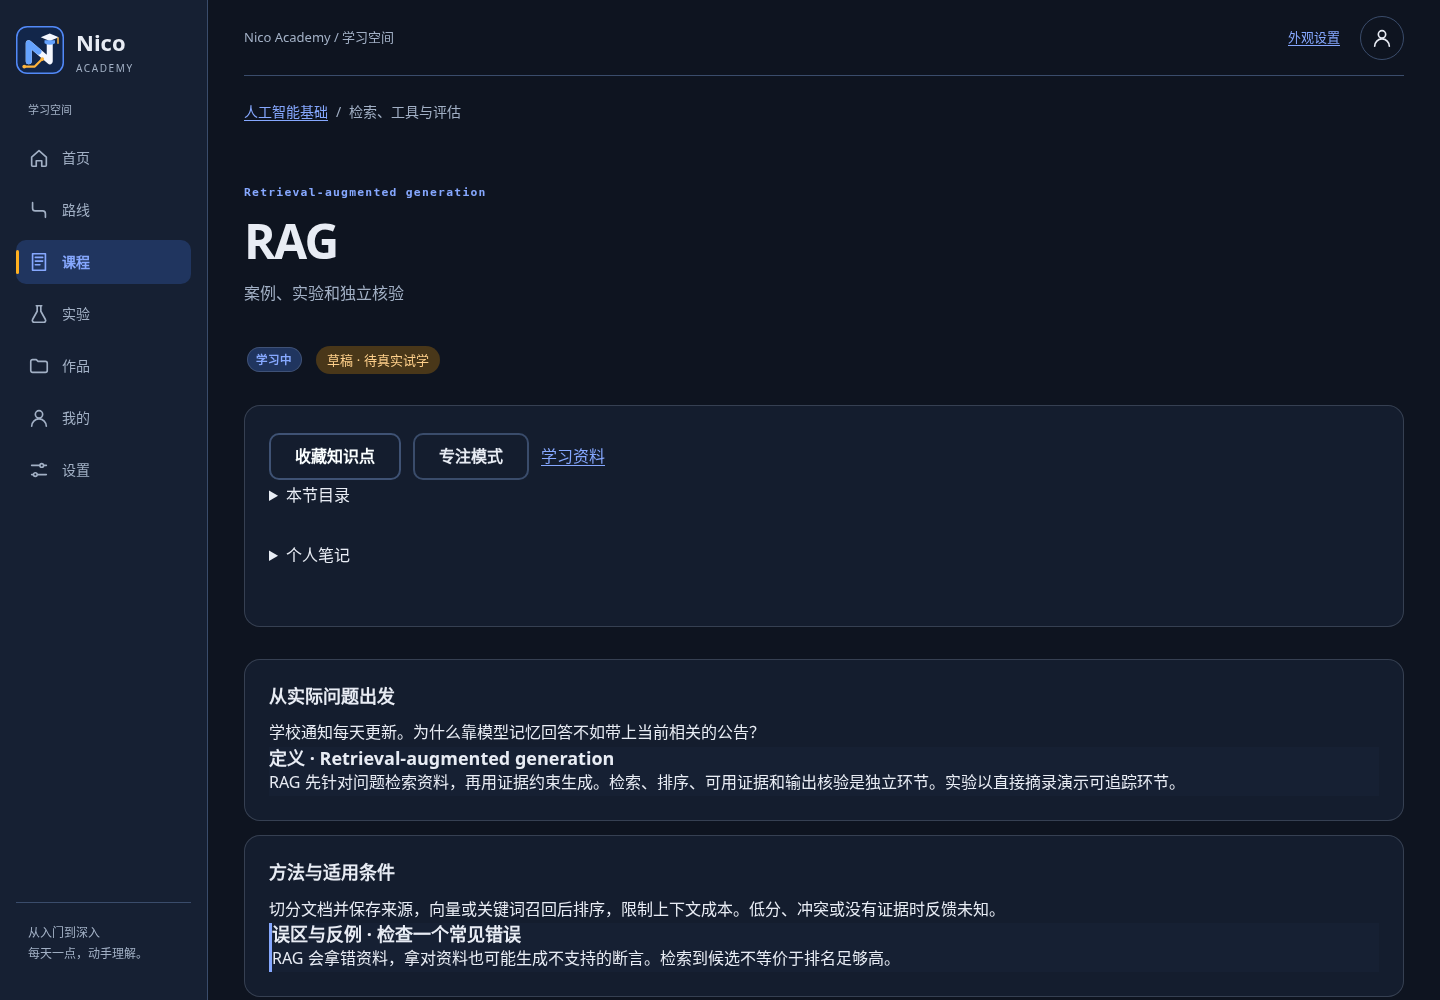 Nico
ACADEMY
学习空间
首页
路线
课程
实验
作品
我的
设置
从入门到深入
每天一点，动手理解。
Nico Academy / 学习空间
外观设置
人工智能基础 / 检索、工具与评估
Retrieval-augmented generation
RAG
案例、实验和独立核验
学习中
草稿 · 待真实试学
收藏知识点
专注模式
学习资料
本节目录
个人笔记
从实际问题出发
学校通知每天更新。为什么靠模型记忆回答不如带上当前相关的公告？
定义 · Retrieval-augmented generation
RAG 先针对问题检索资料，再用证据约束生成。检索、排序、可用证据和输出核验是独立环节。实验以直接摘录演示可追踪环节。
方法与适用条件
切分文档并保存来源，向量或关键词召回后排序，限制上下文成本。低分、冲突或没有证据时反馈未知。
误区与反例 · 检查一个常见错误
RAG 会拿错资料，拿对资料也可能生成不支持的断言。检索到候选不等价于排名足够高。